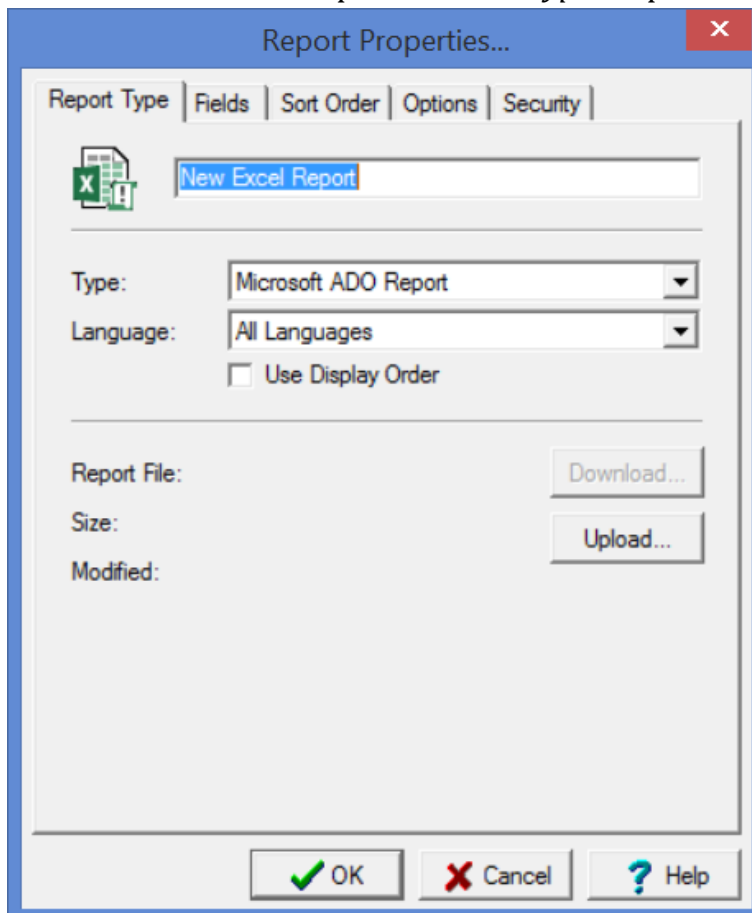 Report Properties...
Report Type Fields Sort Order Options Security
New Excel Report
Type: Microsoft ADO Report
Language: All Languages
Use Display Order
Report File: Download...
Size: Upload...
Modified:
OK Cancel ? Help